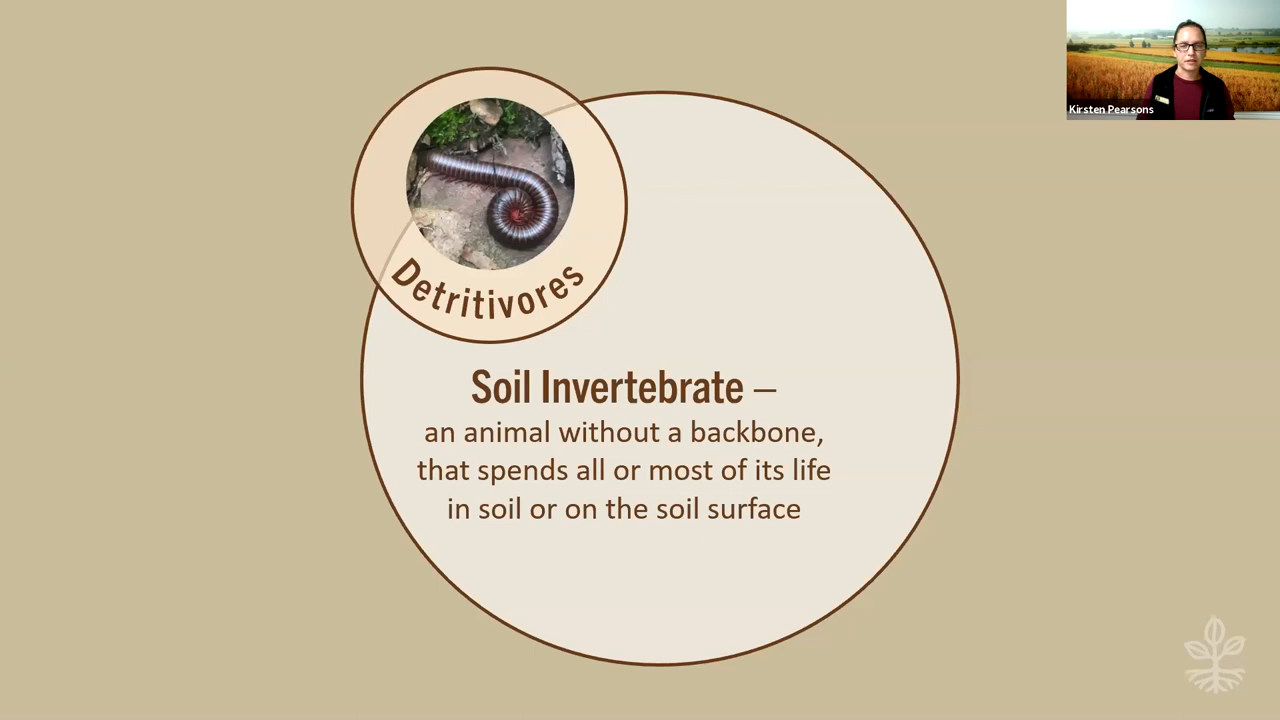 Kirsten Pearsons
Detritivores
Soil Invertebrate –
an animal without a backbone,
that spends all or most of its life
in soil or on the soil surface